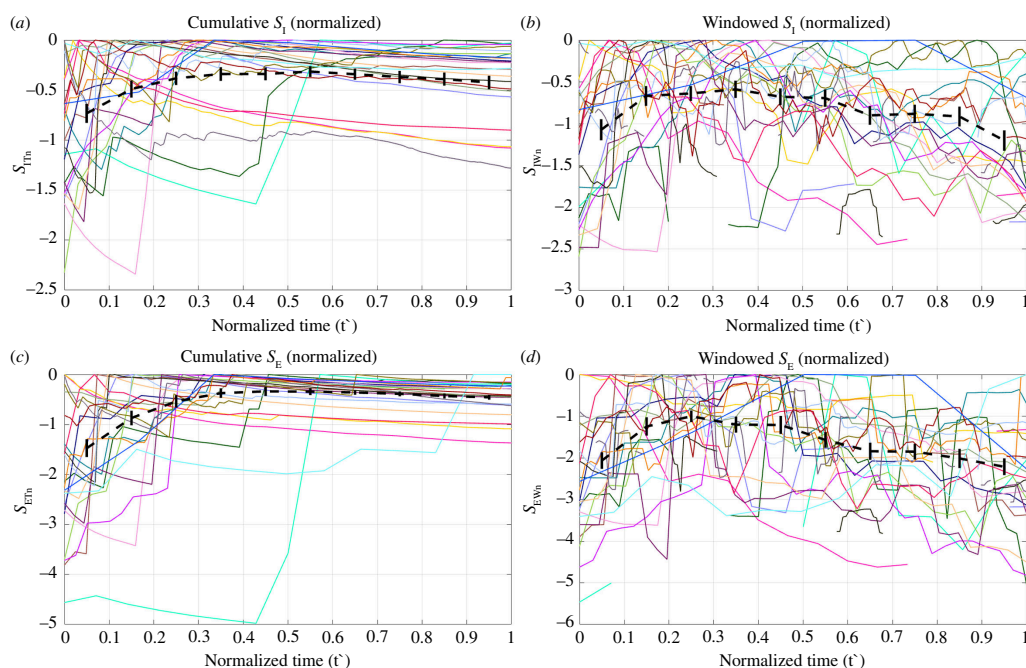 (a) Cumulative S_I (normalized)
0
−0.5
−1
−1.5
−2
−2.5
S_ITn
0 0.1 0.2 0.3 0.4 0.5 0.6 0.7 0.8 0.9 1
Normalized time (t`)
(b) Windowed S_I (normalized)
0
−0.5
−1.0
−1.5
−2
−2.5
−3
S_IWn
0 0.1 0.2 0.3 0.4 0.5 0.6 0.7 0.8 0.9 1
Normalized time (t`)
(c) Cumulative S_E (normalized)
0
−1
−2
−3
−4
−5
S_ETn
0 0.1 0.2 0.3 0.4 0.5 0.6 0.7 0.8 0.9 1
Normalized time (t`)
(d) Windowed S_E (normalized)
0
−1
−2
−3
−4
−5
−6
S_EWn
0 0.1 0.2 0.3 0.4 0.5 0.6 0.7 0.8 0.9 1
Normalized time (t`)